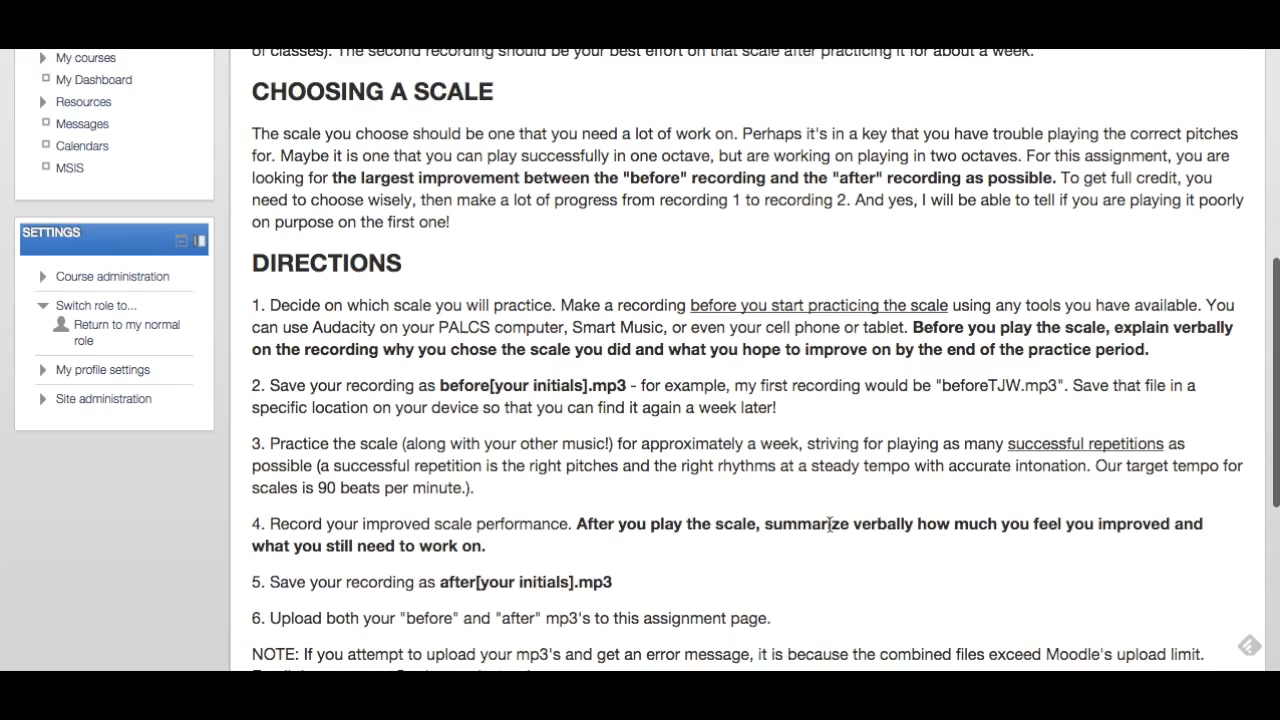 My courses
My Dashboard
Resources
Messages
Calendars
MSIS
SETTINGS
Course administration
Switch role to...
Return to my normal
role
My profile settings
Site administration
of classes). The second recording should be your best effort on that scale after practicing it for about a week.
CHOOSING A SCALE
The scale you choose should be one that you need a lot of work on. Perhaps it's in a key that you have trouble playing the correct pitches
for. Maybe it is one that you can play successfully in one octave, but are working on playing in two octaves. For this assignment, you are
looking for the largest improvement between the "before" recording and the "after" recording as possible. To get full credit, you
need to choose wisely, then make a lot of progress from recording 1 to recording 2. And yes, I will be able to tell if you are playing it poorly
on purpose on the first one!
DIRECTIONS
1. Decide on which scale you will practice. Make a recording before you start practicing the scale using any tools you have available. You
can use Audacity on your PALCS computer, Smart Music, or even your cell phone or tablet. Before you play the scale, explain verbally
on the recording why you chose the scale you did and what you hope to improve on by the end of the practice period.
2. Save your recording as before[your initials].mp3 - for example, my first recording would be "beforeTJW.mp3". Save that file in a
specific location on your device so that you can find it again a week later!
3. Practice the scale (along with your other music!) for approximately a week, striving for playing as many successful repetitions as
possible (a successful repetition is the right pitches and the right rhythms at a steady tempo with accurate intonation. Our target tempo for
scales is 90 beats per minute.).
4. Record your improved scale performance. After you play the scale, summarize verbally how much you feel you improved and
what you still need to work on.
5. Save your recording as after[your initials].mp3
6. Upload both your "before" and "after" mp3's to this assignment page.
NOTE: If you attempt to upload your mp3's and get an error message, it is because the combined files exceed Moodle's upload limit.